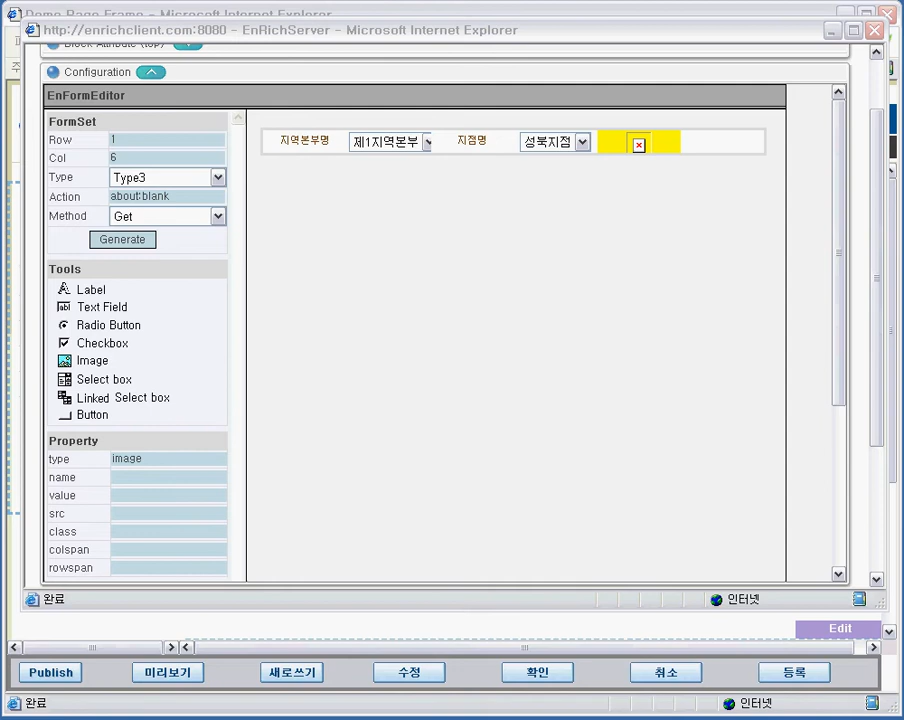 Demo Page Frame - Microsoft Internet Explorer
http://enrichclient.com:8080 - EnRichServer - Microsoft Internet Explorer
Block Attribute (top)
Configuration
EnFormEditor
FormSet
Row 1
Col 6
Type Type3
Action about:blank
Method Get
Generate
지역본부명 제1지역본부 지점명 성북지점
Tools
Label
Text Field
Radio Button
Checkbox
Image
Select box
Linked Select box
Button
Property
type image
name
value
src
class
colspan
rowspan
완료 인터넷
Edit
Publish 미리보기 새로쓰기 수정 확인 취소 등록
완료 인터넷